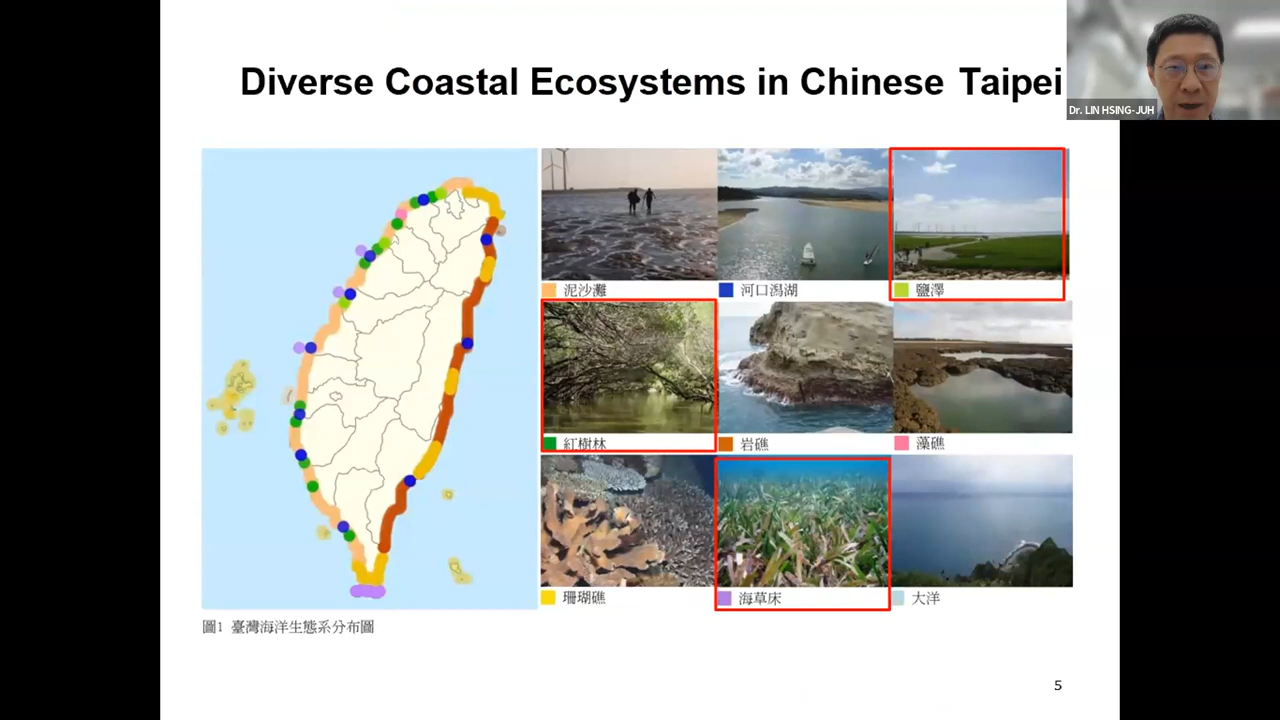 Diverse Coastal Ecosystems in Chinese Taipei
Dr. LIN HSING-JUH
泥沙灘
河口潟湖
鹽澤
紅樹林
岩礁
藻礁
珊瑚礁
海草床
大洋
圖1 臺灣海洋生態系分布圖
5